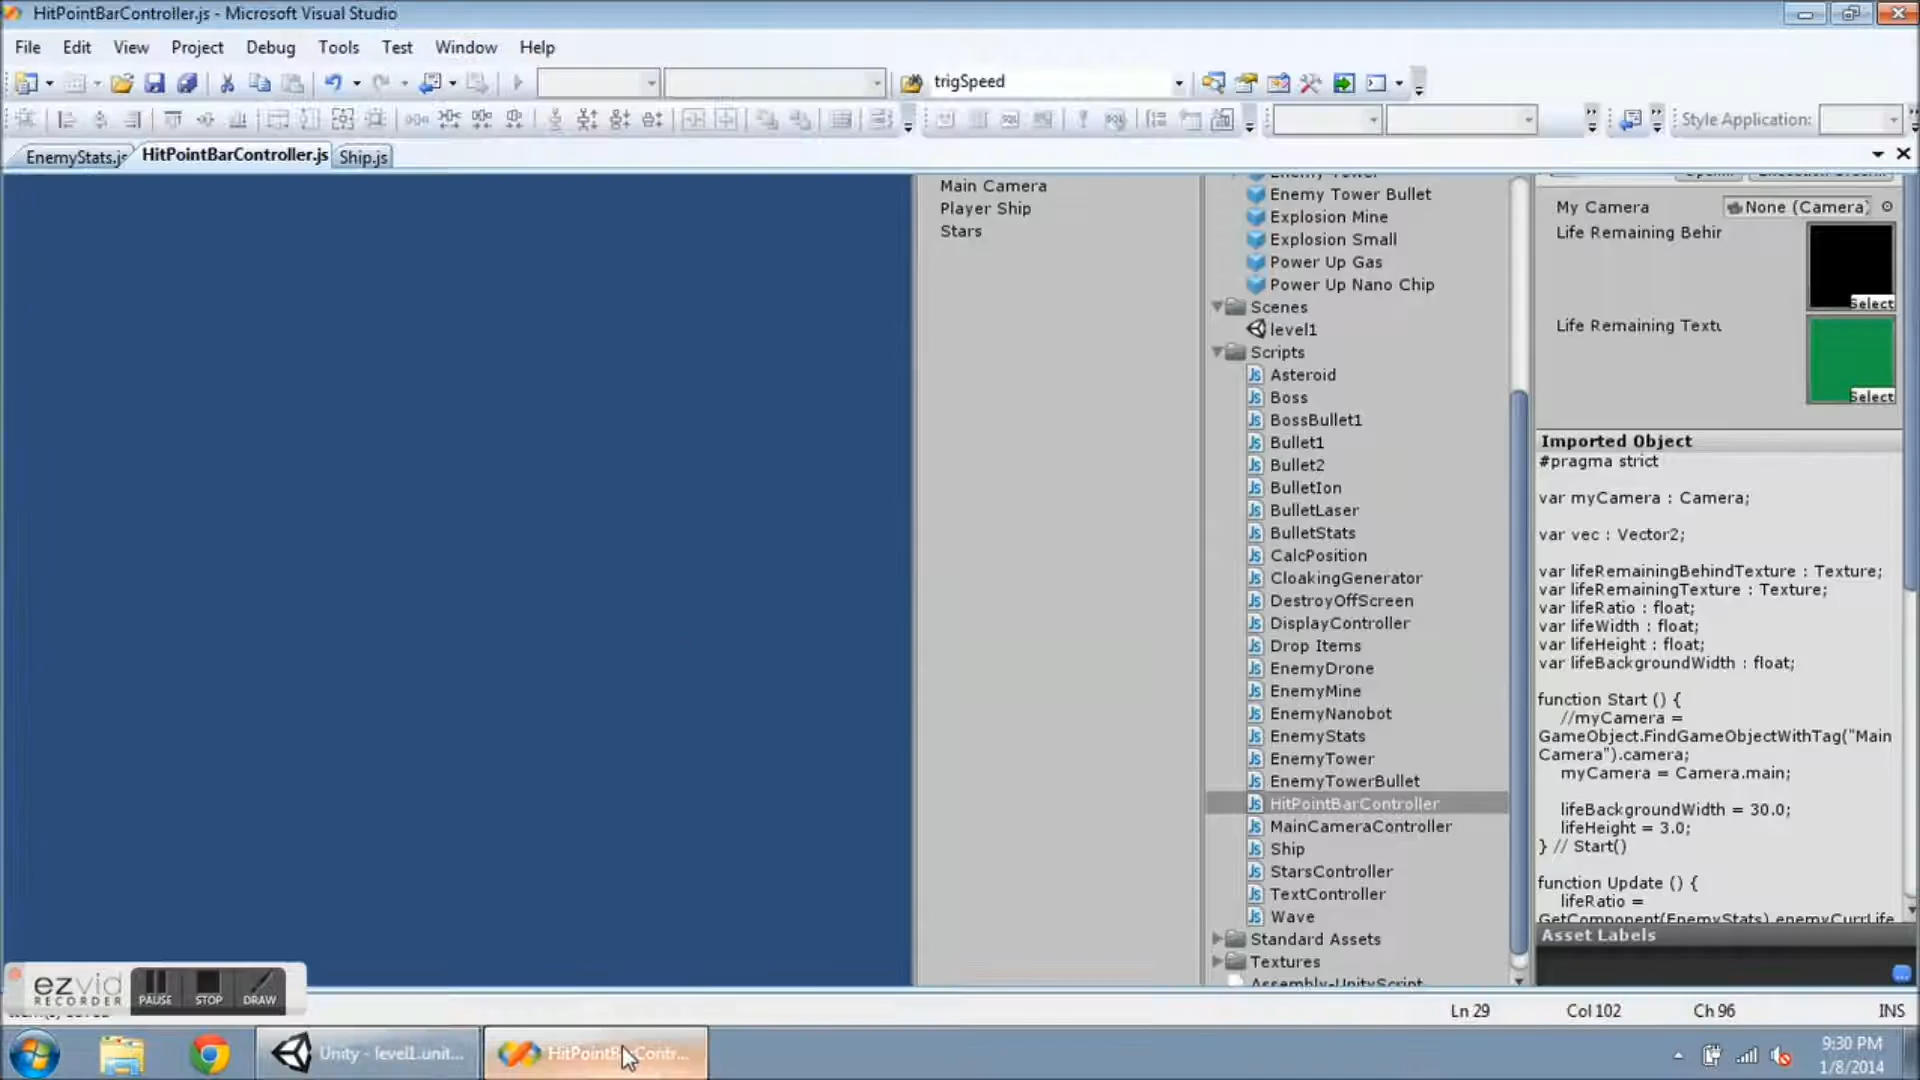 HitPointBarController.js - Microsoft Visual Studio
File Edit View Project Debug Tools Test Window Help
trigSpeed
Style Application:
EnemyStats.js HitPointBarController.js Ship.js
Main Camera
Player Ship
Stars
Enemy Tower
Enemy Tower Bullet
Explosion Mine
Explosion Small
Power Up Gas
Power Up Nano Chip
Scenes
level1
Scripts
Asteroid
Boss
BossBullet1
Bullet1
Bullet2
BulletIon
BulletLaser
BulletStats
CalcPosition
CloakingGenerator
DestroyOffScreen
DisplayController
Drop Items
EnemyDrone
EnemyMine
EnemyNanobot
EnemyStats
EnemyTower
EnemyTowerBullet
HitPointBarController
MainCameraController
Ship
StarsController
TextController
Wave
Standard Assets
Textures
Assembly-UnityScript
My Camera None (Camera)
Life Remaining Behir
Select
Life Remaining Textu
Select
Imported Object
#pragma strict
var myCamera : Camera;
var vec : Vector2;
var lifeRemainingBehindTexture : Texture;
var lifeRemainingTexture : Texture;
var lifeRatio : float;
var lifeWidth : float;
var lifeHeight : float;
var lifeBackgroundWidth : float;
function Start () {
//myCamera =
GameObject.FindGameObjectWithTag("Main
Camera").camera;
myCamera = Camera.main;
lifeBackgroundWidth = 30.0;
lifeHeight = 3.0;
} // Start()
function Update () {
lifeRatio =
GetComponent(EnemyStats).enemyCurrLife
Asset Labels
ezvid
RECORDER
PAUSE STOP DRAW
Ln 29 Col 102 Ch 96 INS
Unity - level1.unit...
HitPointBarContr...
9:30 PM
1/8/2014